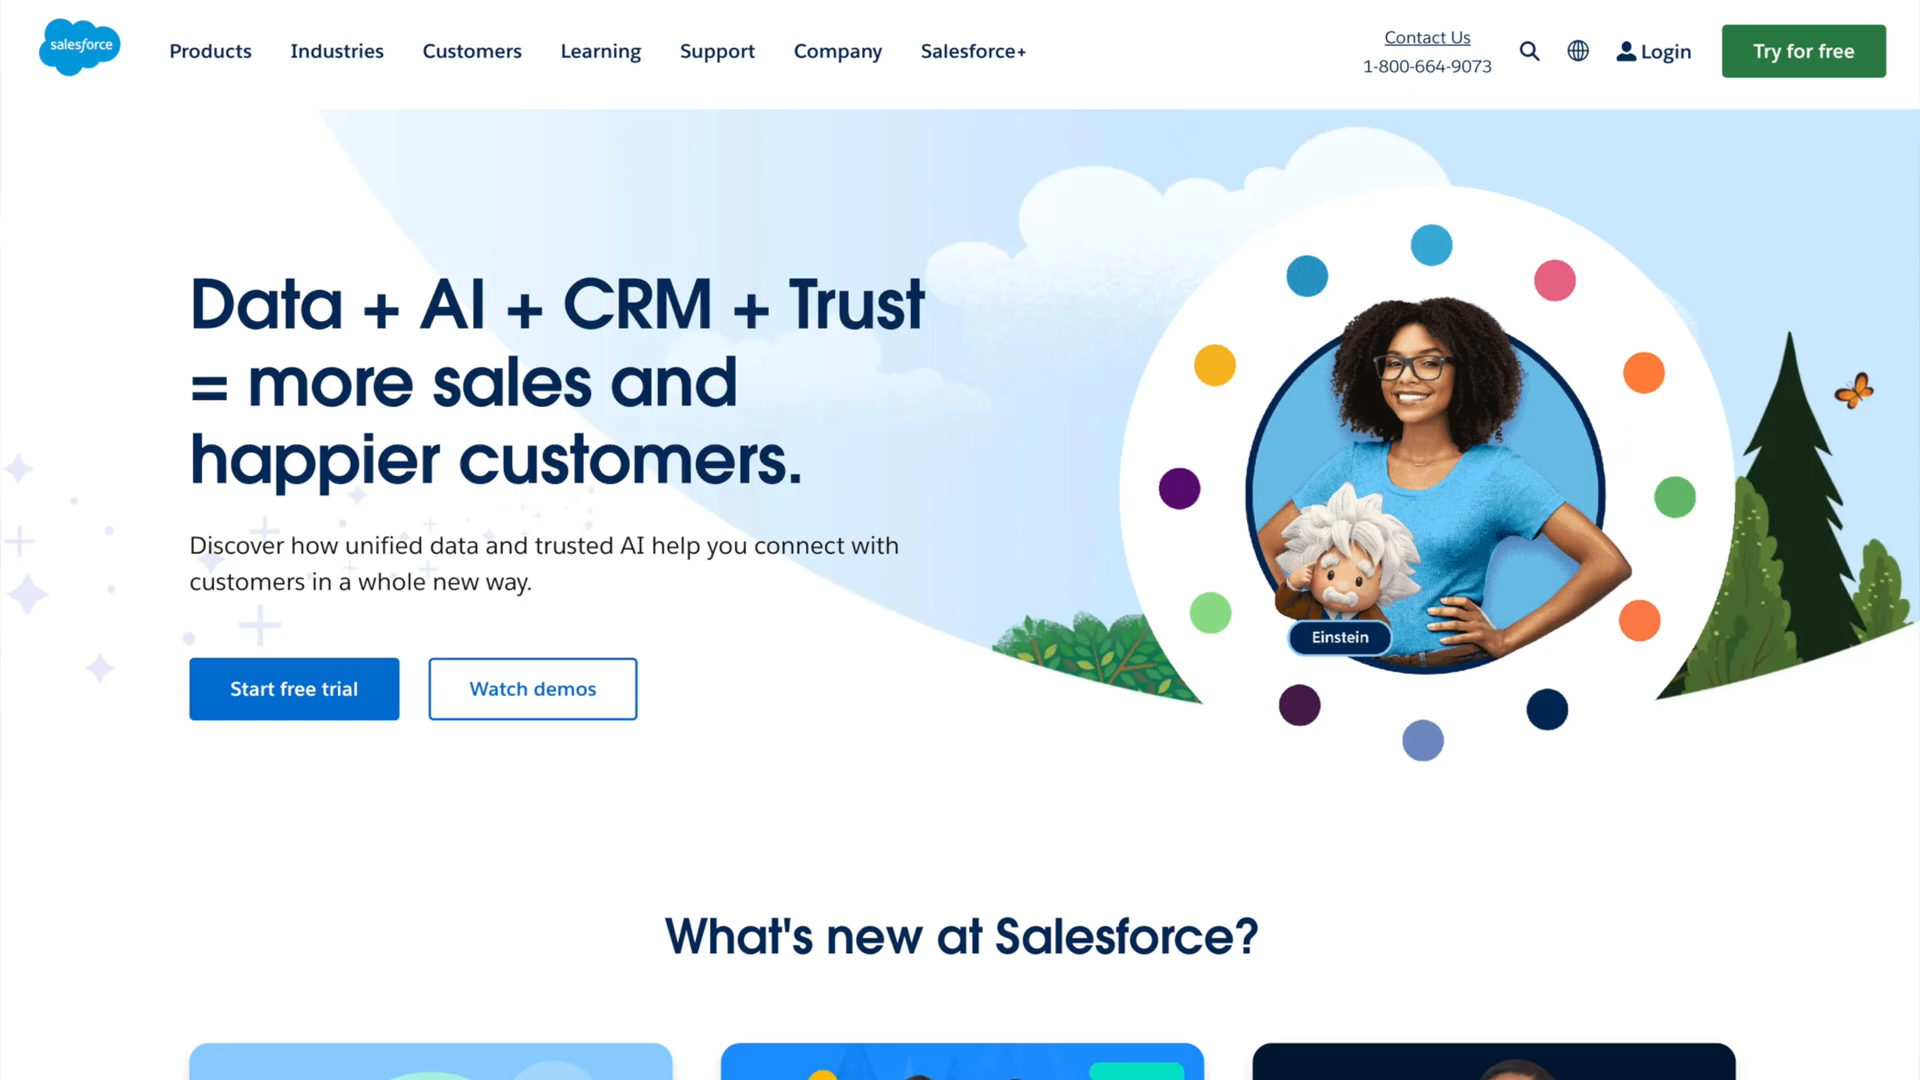 salesforce
Products
Industries
Customers
Learning
Support
Company
Salesforce+
Contact Us
1-800-664-9073
Login
Try for free
Data + AI + CRM + Trust
= more sales and
happier customers.
Discover how unified data and trusted AI help you connect with
customers in a whole new way.
Start free trial
Watch demos
Einstein
What's new at Salesforce?